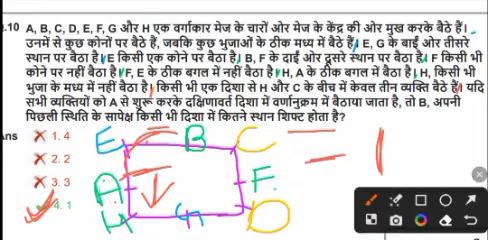 .10 A, B, C, D, E, F, G और H एक वर्गाकार मेज के चारों ओर मेज के केंद्र की ओर मुख करके बैठे हैं।
उनमें से कुछ कोनों पर बैठे हैं, जबकि कुछ भुजाओं के ठीक मध्य में बैठे हैं। E, G के बाईं ओर तीसरे
स्थान पर बैठा है। E किसी एक कोने पर बैठा है। B, F के दाईं ओर दूसरे स्थान पर बैठा है। F किसी भी
कोने पर नहीं बैठा है। F, E के ठीक बगल में नहीं बैठा है। H, A के ठीक बगल में बैठा है। H, किसी भी
भुजा के मध्य में नहीं बैठा है। किसी भी एक दिशा से H और C के बीच में केवल तीन व्यक्ति बैठे हैं। यदि
सभी व्यक्तियों को A से शुरू करके दक्षिणावर्त दिशा में वर्णानुक्रम में बैठाया जाता है, तो B, अपनी
पिछली स्थिति के सापेक्ष किसी भी दिशा में कितने स्थान शिफ्ट होता है?
Ans
1. 4
2. 2
3. 3
4. 1
E B C
A F
H G D
= 1